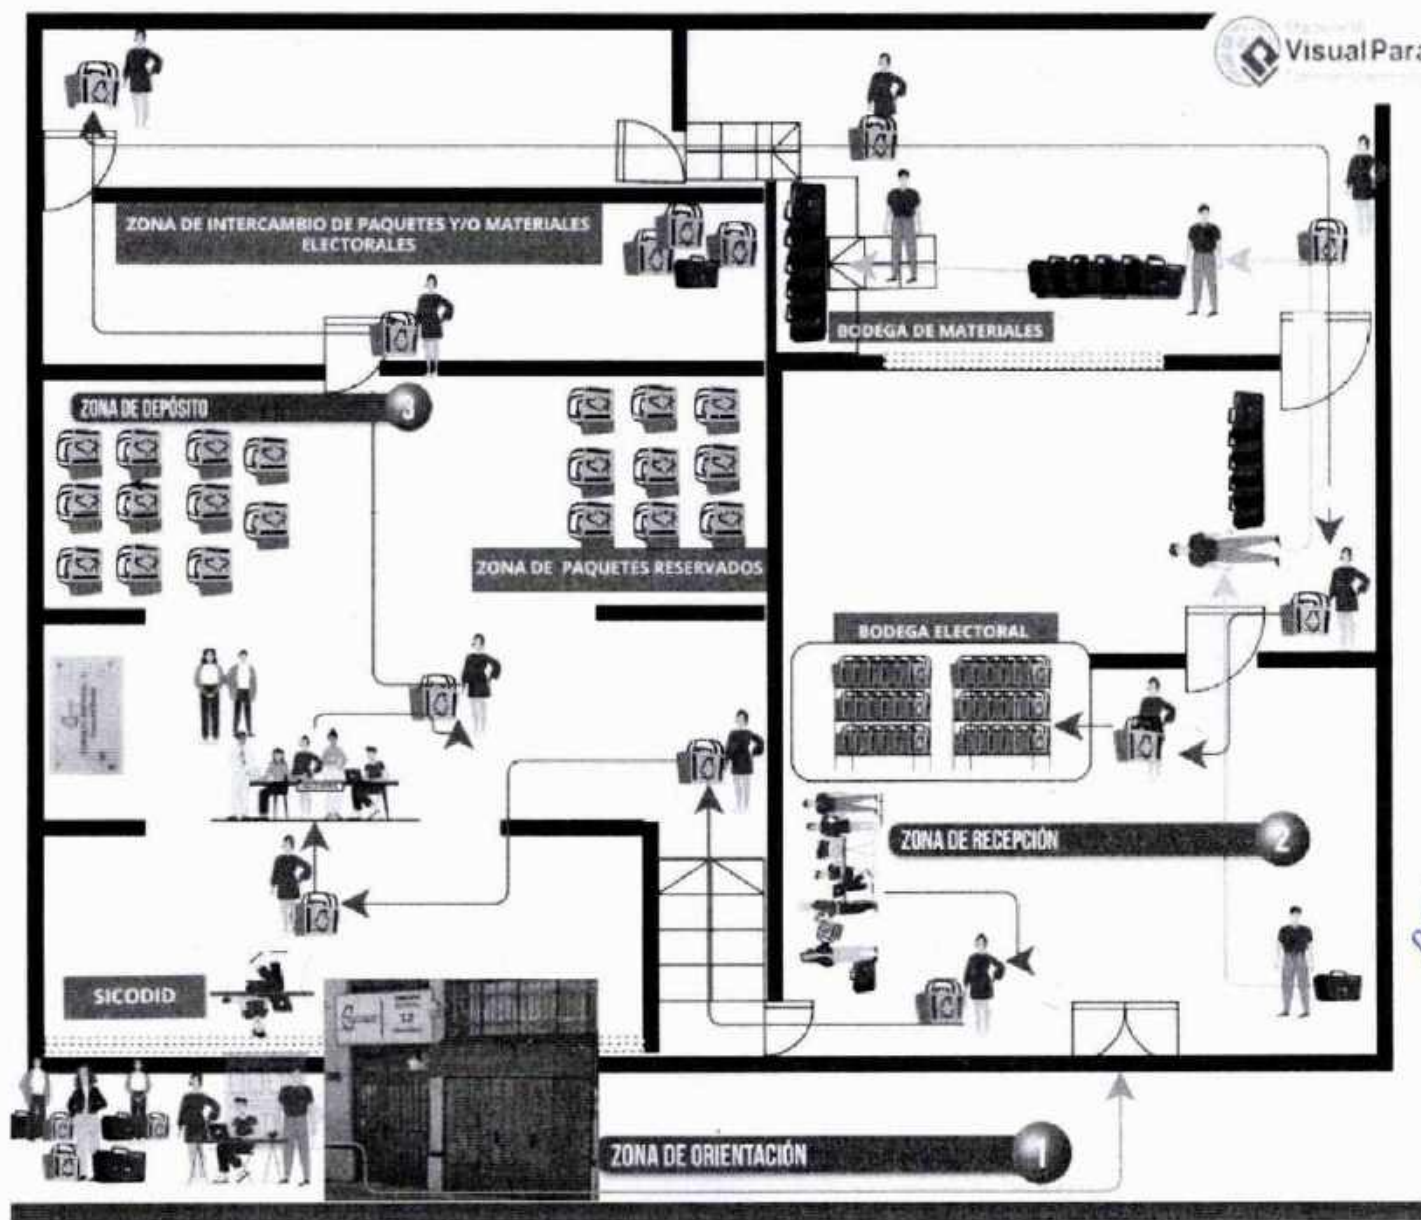 VisualPara
ZONA DE INTERCAMBIO DE PAQUETES Y/O MATERIALES
ELECTORALES
BODEGA DE MATERIALES
ZONA DE DEPÓSITO
3
ZONA DE PAQUETES RESERVADOS
BODEGA ELECTORAL
ZONA DE RECEPCIÓN
2
SICODID
12
ZONA DE ORIENTACIÓN
1